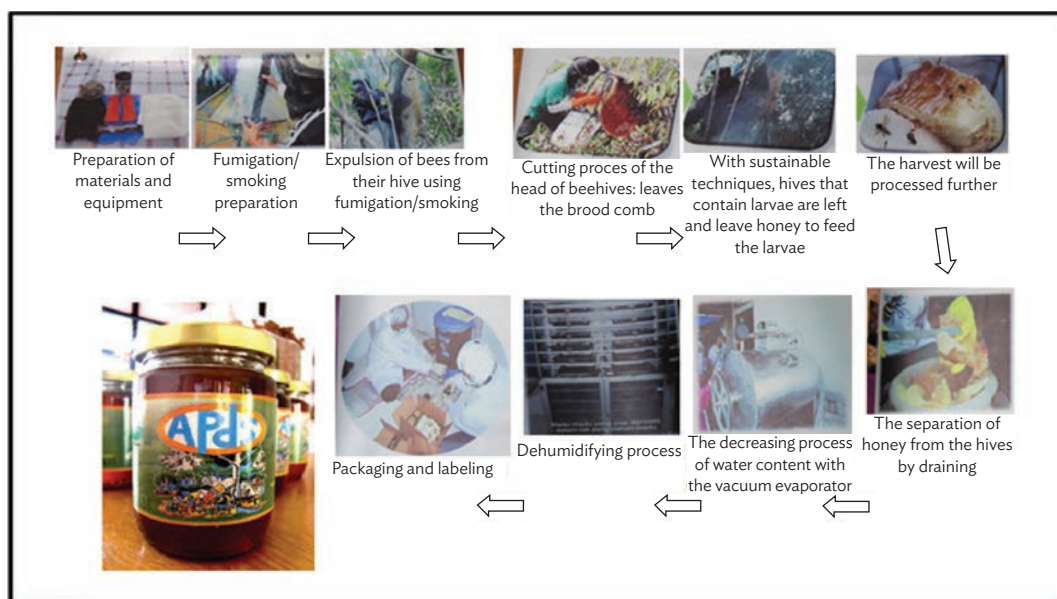 Preparation of
materials and
equipment
Fumigation/
smoking
preparation
Expulsion of bees from
their hive using
fumigation/smoking
Cutting proces of the
head of beehives: leaves
the brood comb
With sustainable
techniques, hives that
contain larvae are left
and leave honey to feed
the larvae
The harvest will be
processed further
The separation of
honey from the hives
by draining
The decreasing process
of water content with
the vacuum evaporator
Dehumidifying process
Packaging and labeling
APdS